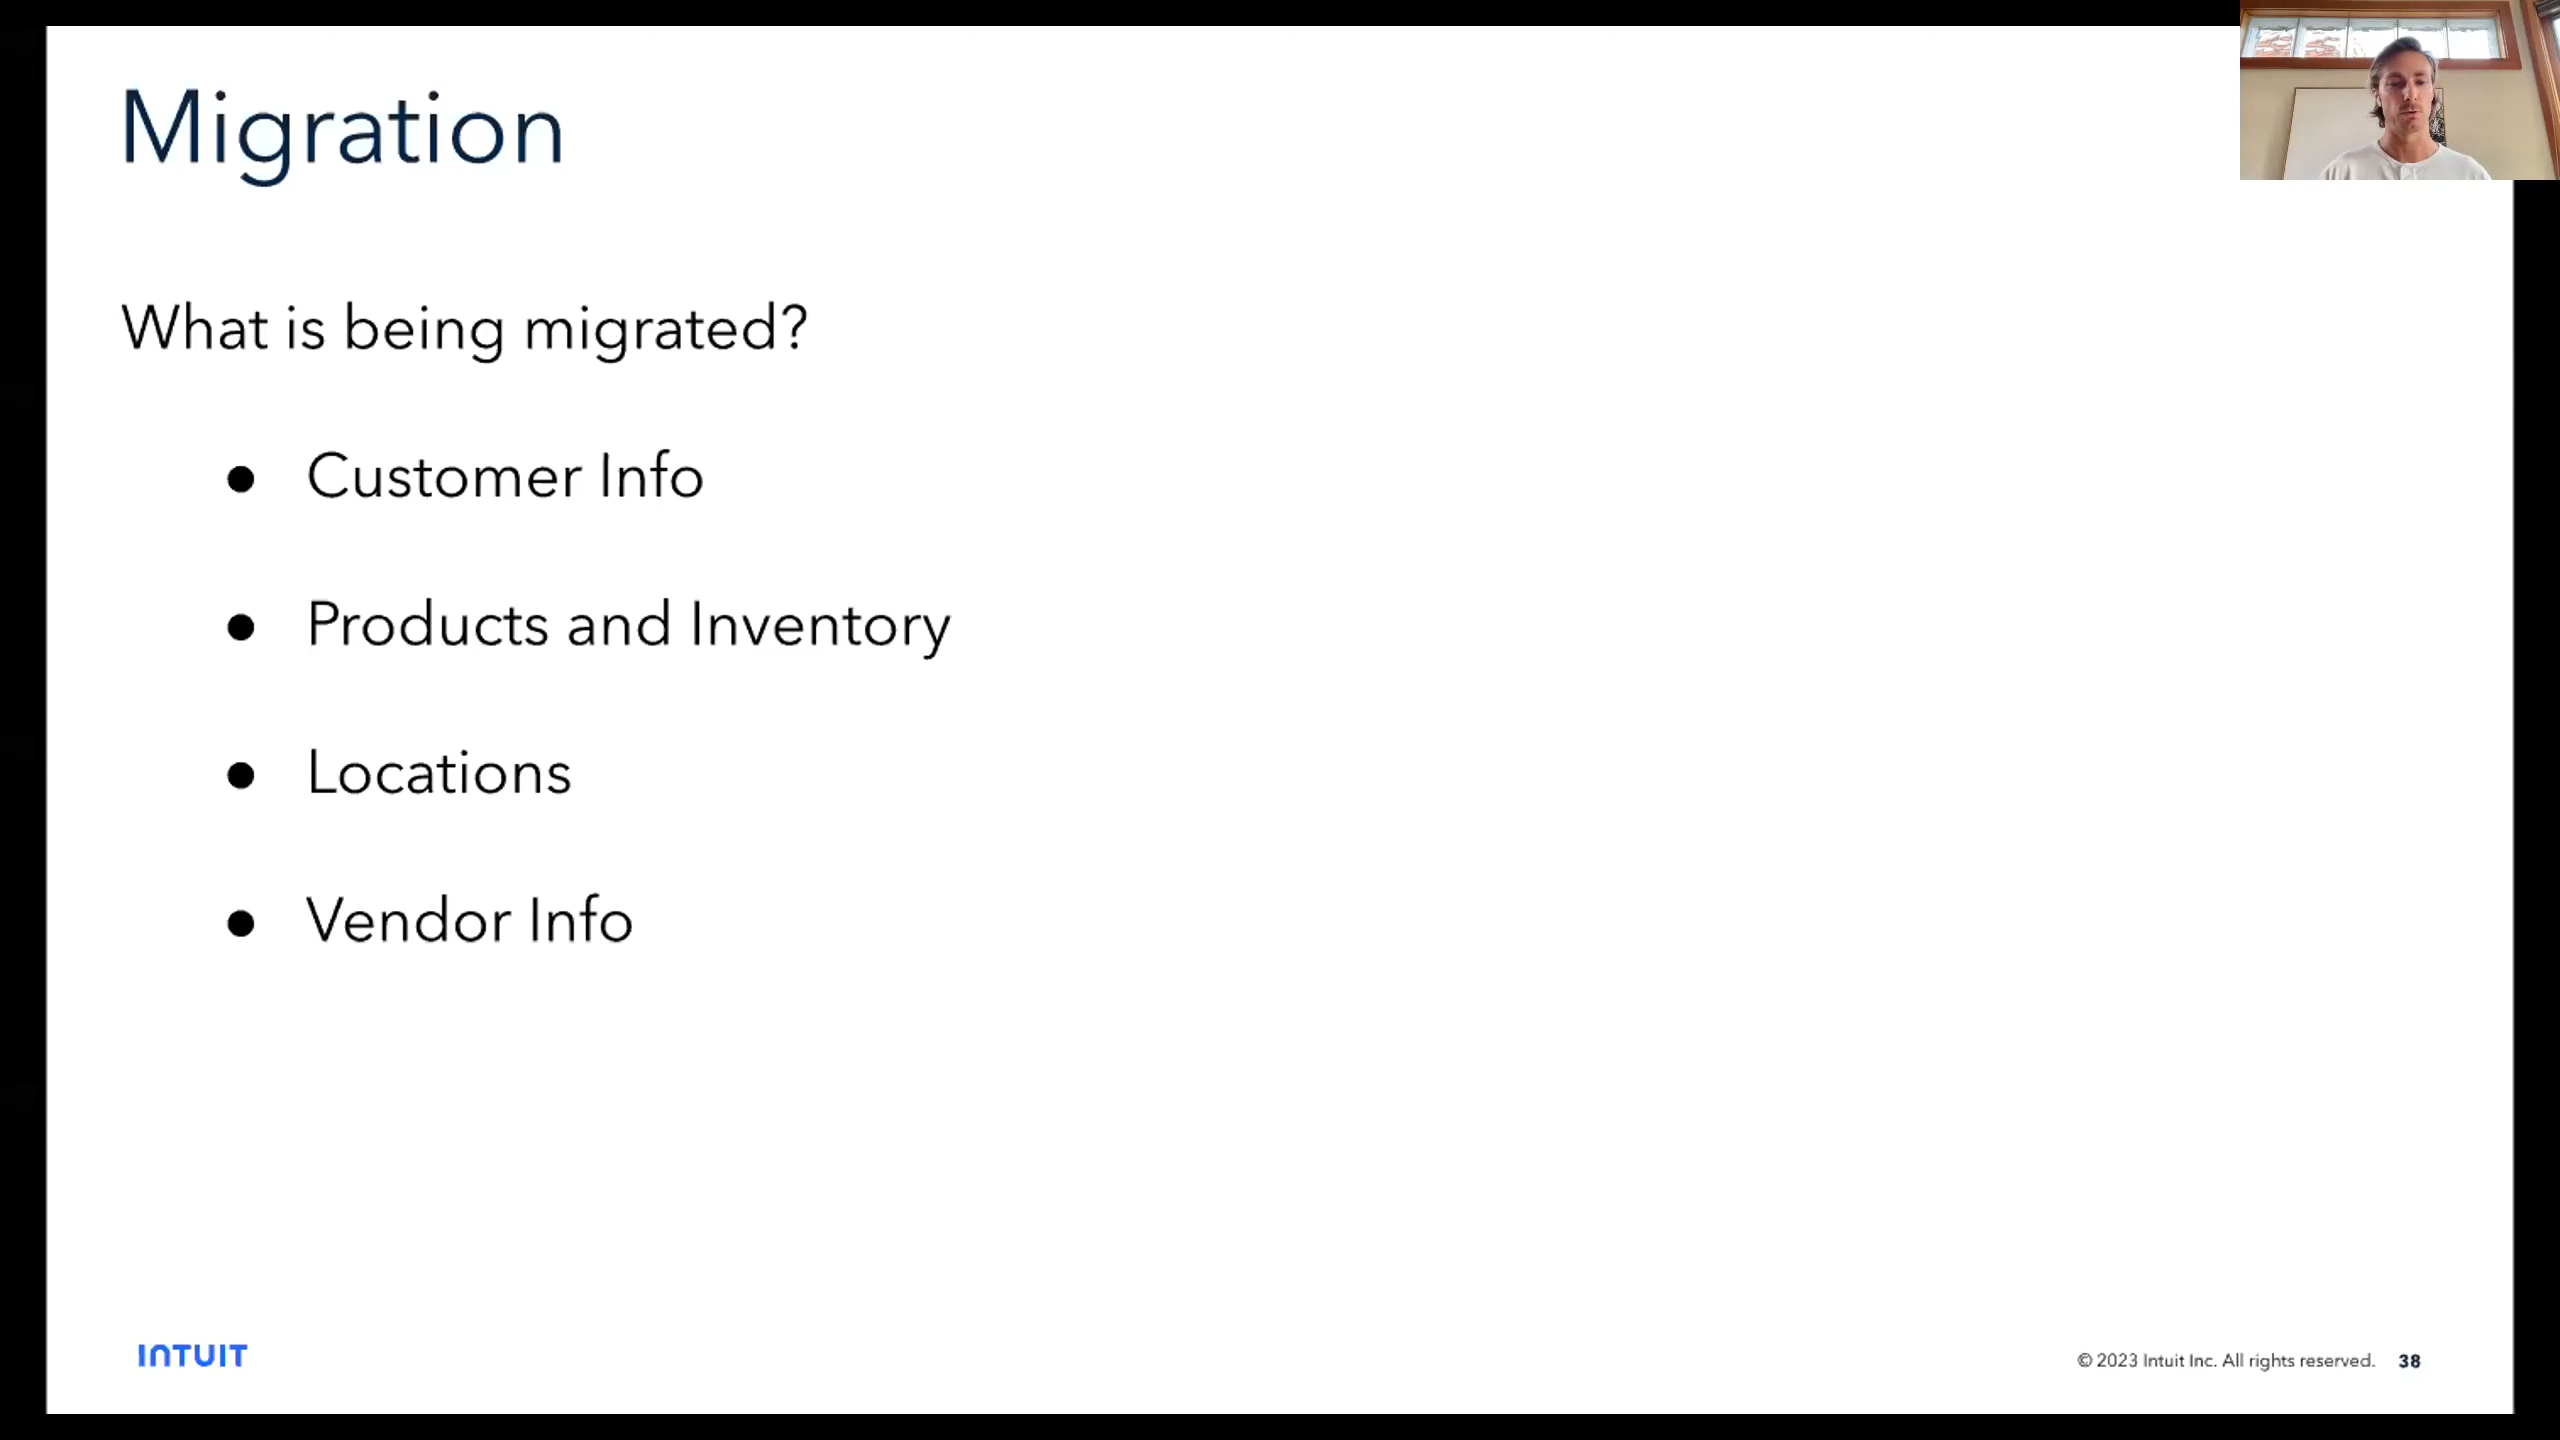 Migration
What is being migrated?
● Customer Info
● Products and Inventory
● Locations
● Vendor Info
INTUIT
© 2023 Intuit Inc. All rights reserved. 38